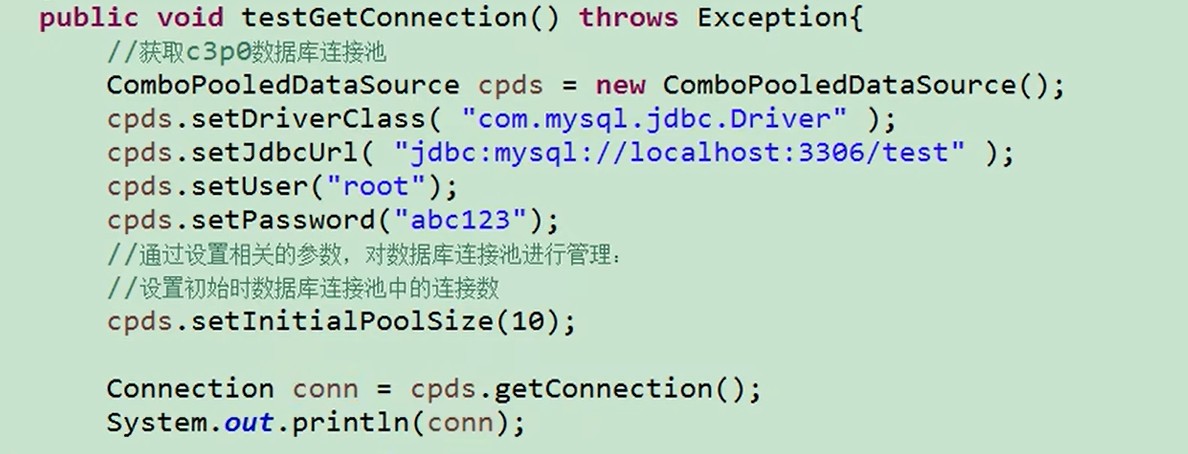 public void testGetConnection() throws Exception{
//获取c3p0数据库连接池
ComboPooledDataSource cpds = new ComboPooledDataSource();
cpds.setDriverClass( "com.mysql.jdbc.Driver" );
cpds.setJdbcUrl( "jdbc:mysql://localhost:3306/test" );
cpds.setUser("root");
cpds.setPassword("abc123");
//通过设置相关的参数，对数据库连接池进行管理：
//设置初始时数据库连接池中的连接数
cpds.setInitialPoolSize(10);
Connection conn = cpds.getConnection();
System.out.println(conn);